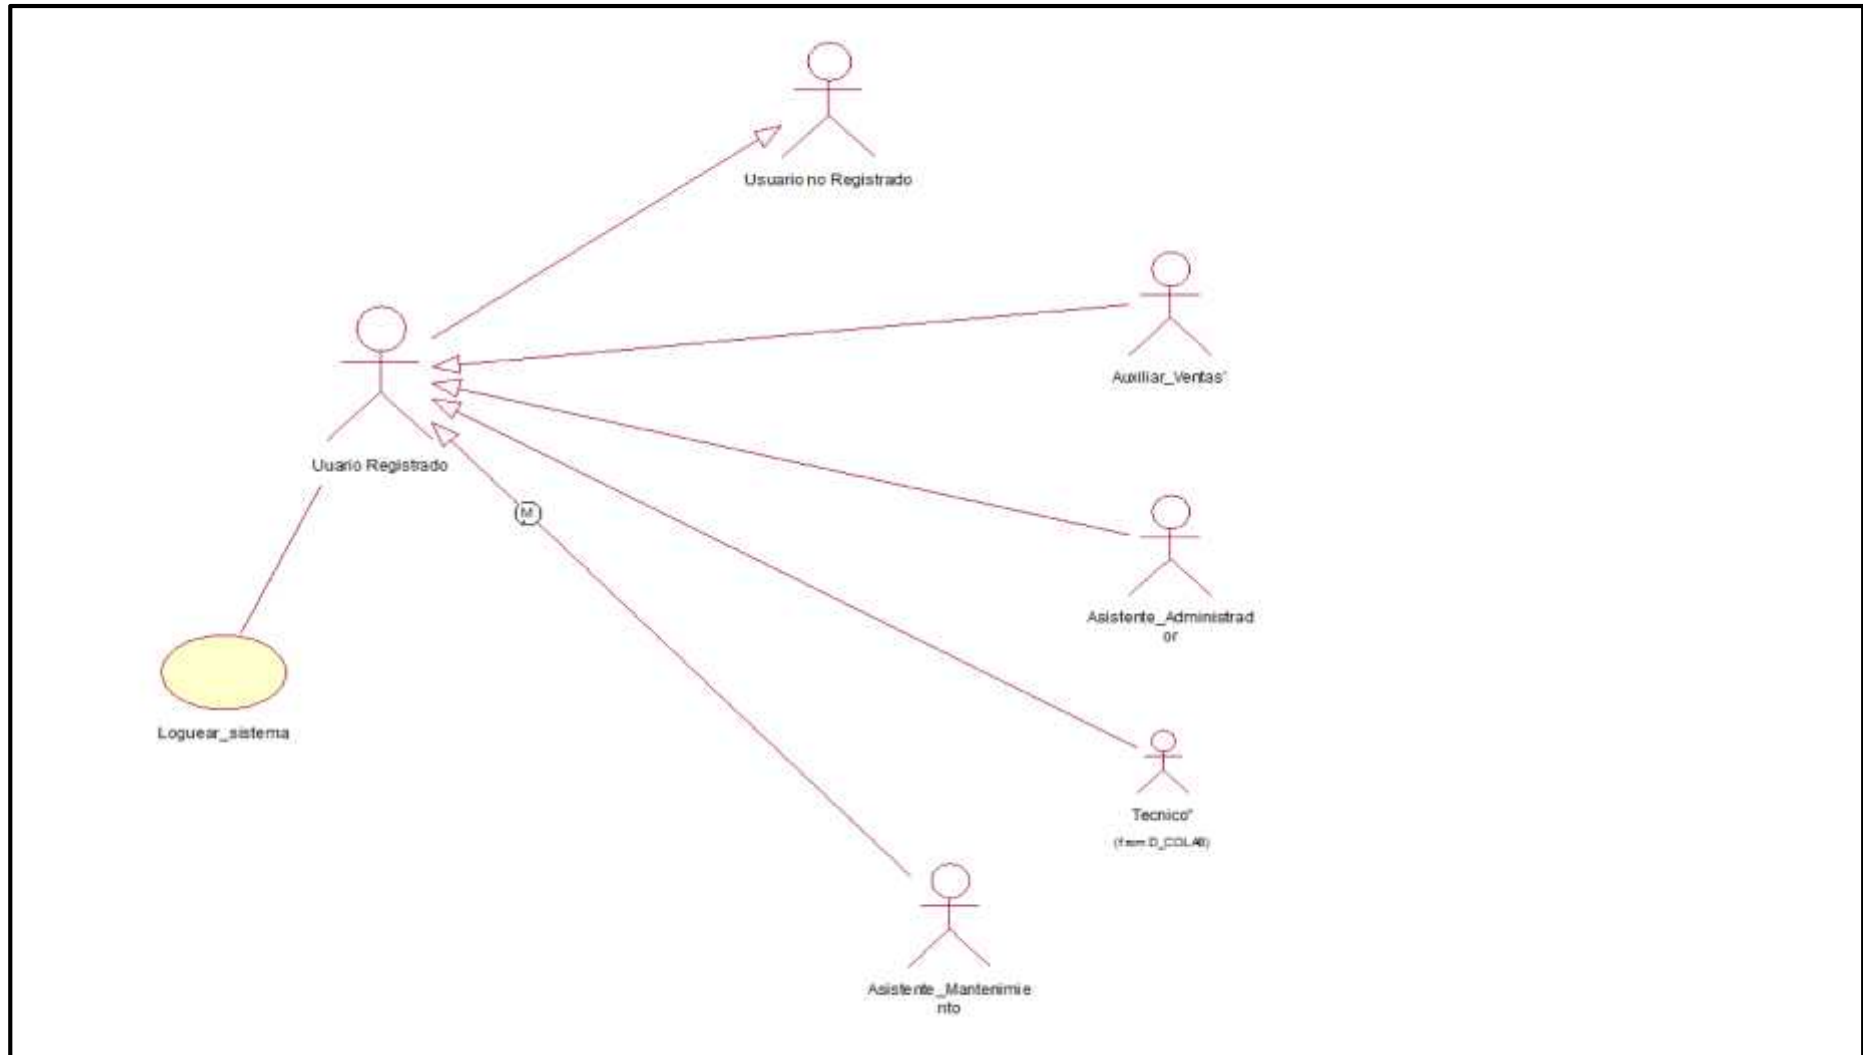 Usuario no Registrado
Auxiliar_Ventas'
Uuario Registrado
M
Asistente_Administrad
or
Loguear_sistema
Tecnico"
(from D_COLAB)
Asistente_Mantenimie
nto